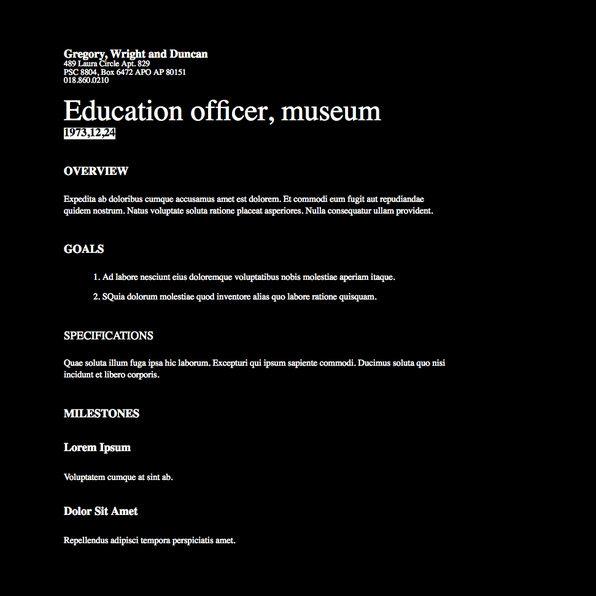 Gregory, Wright and Duncan
489 Laura Circle Apt. 829
PSC 8804, Box 6472 APO AP 80151
018.860.0210
Education officer, museum
1973,12,24
OVERVIEW
Expedita ab doloribus cumque accusamus amet est dolorem. Et commodi eum fugit aut repudiandae
quidem nostrum. Natus voluptate soluta ratione placeat asperiores. Nulla consequatur ullam provident.
GOALS
1. Ad labore nesciunt eius doloremque voluptatibus nobis molestiae aperiam itaque.
2. SQuia dolorum molestiae quod inventore alias quo labore ratione quisquam.
SPECIFICATIONS
Quae soluta illum fuga ipsa hic laborum. Excepturi qui ipsum sapiente commodi. Ducimus soluta quo nisi
incidunt et libero corporis.
MILESTONES
Lorem Ipsum
Voluptatem cumque at sint ab.
Dolor Sit Amet
Repellendus adipisci tempora perspiciatis amet.